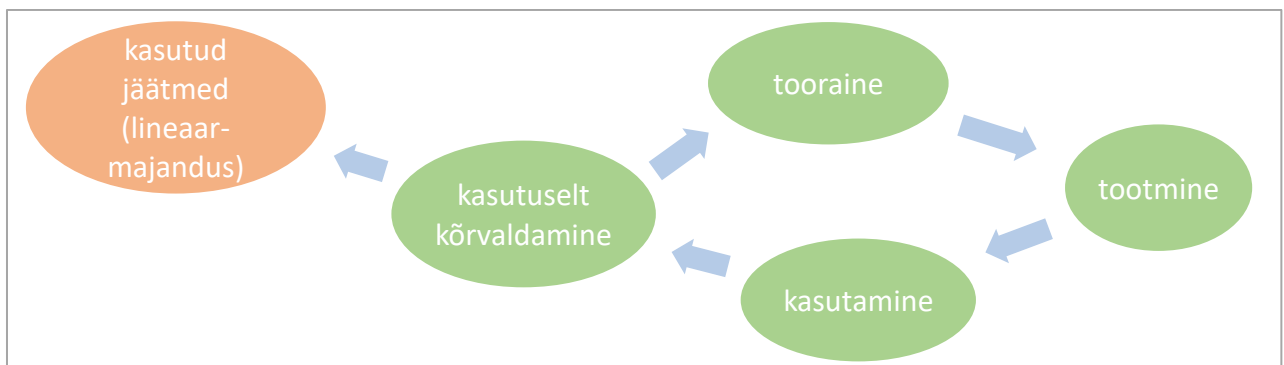 kasutud
jäätmed
(lineaar-
majandus)
tooraine
tootmine
kasutuselt
kõrvaldamine
kasutamine